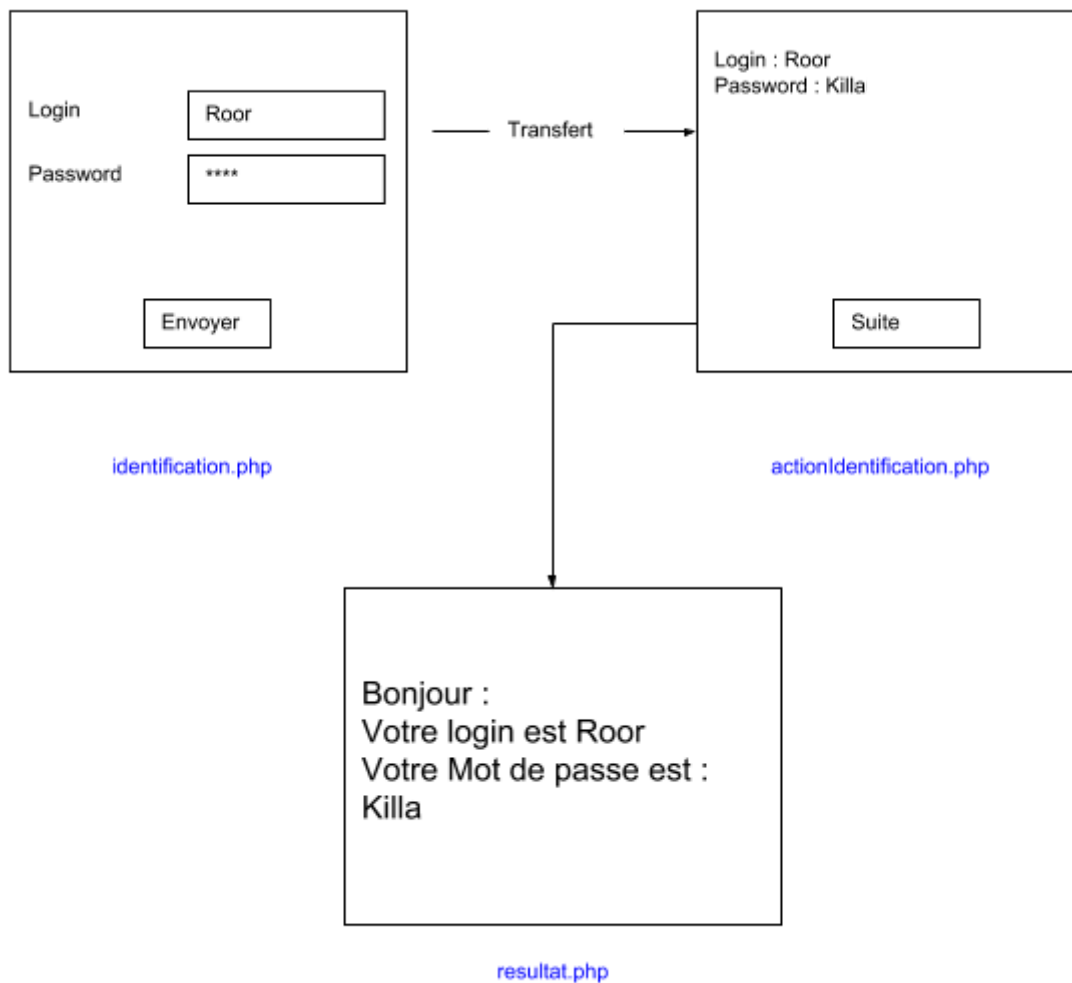 Login
Roor
Password
****
Envoyer
identification.php
Transfert
Login : Roor
Password : Killa
Suite
actionIdentification.php
Bonjour :
Votre login est Roor
Votre Mot de passe est :
Killa
resultat.php